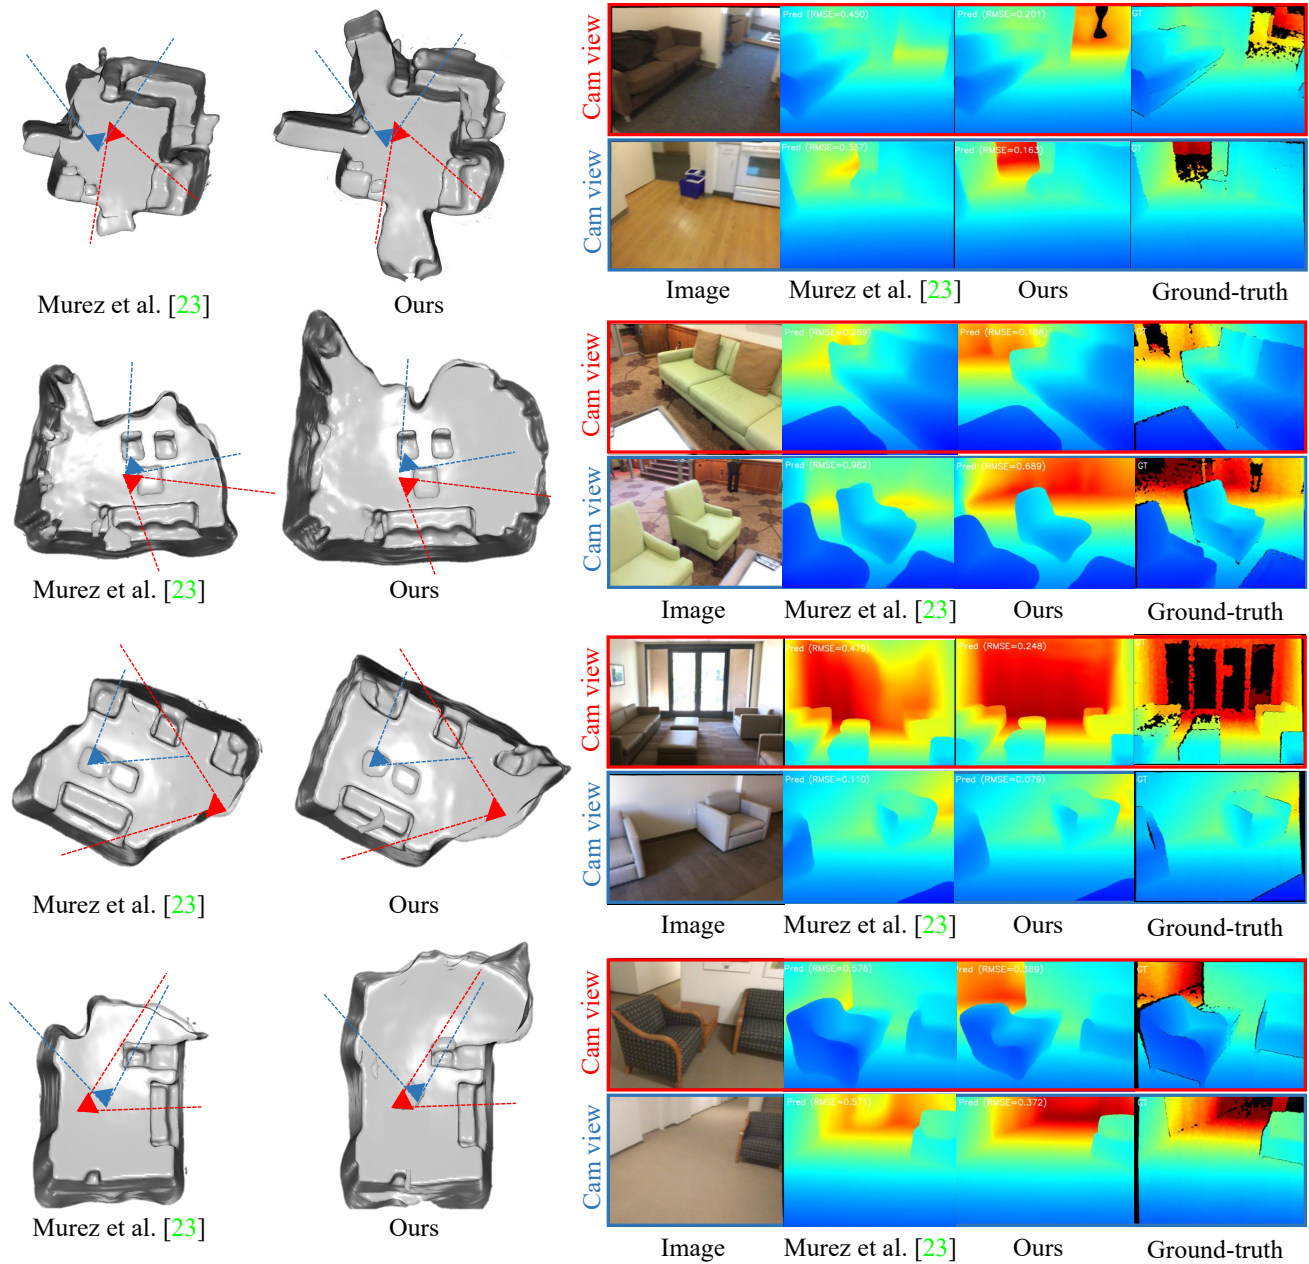 Cam view
Pred (RMSE=0.450)
Pred (RMSE=0.201)
GT
Cam view
Pred (RMSE=0.337)
Pred (RMSE=0.163)
GT
Murez et al. [23]
Ours
Image
Murez et al. [23]
Ours
Ground-truth
Cam view
Pred (RMSE=0.269)
Pred (RMSE=0.188)
GT
Cam view
Pred (RMSE=0.982)
Pred (RMSE=0.689)
GT
Murez et al. [23]
Ours
Image
Murez et al. [23]
Ours
Ground-truth
Cam view
Pred (RMSE=0.479)
Pred (RMSE=0.248)
GT
Cam view
Pred (RMSE=0.110)
Pred (RMSE=0.079)
GT
Murez et al. [23]
Ours
Image
Murez et al. [23]
Ours
Ground-truth
Cam view
Pred (RMSE=0.578)
Pred (RMSE=0.389)
GT
Cam view
Pred (RMSE=0.571)
Pred (RMSE=0.372)
GT
Murez et al. [23]
Ours
Image
Murez et al. [23]
Ours
Ground-truth